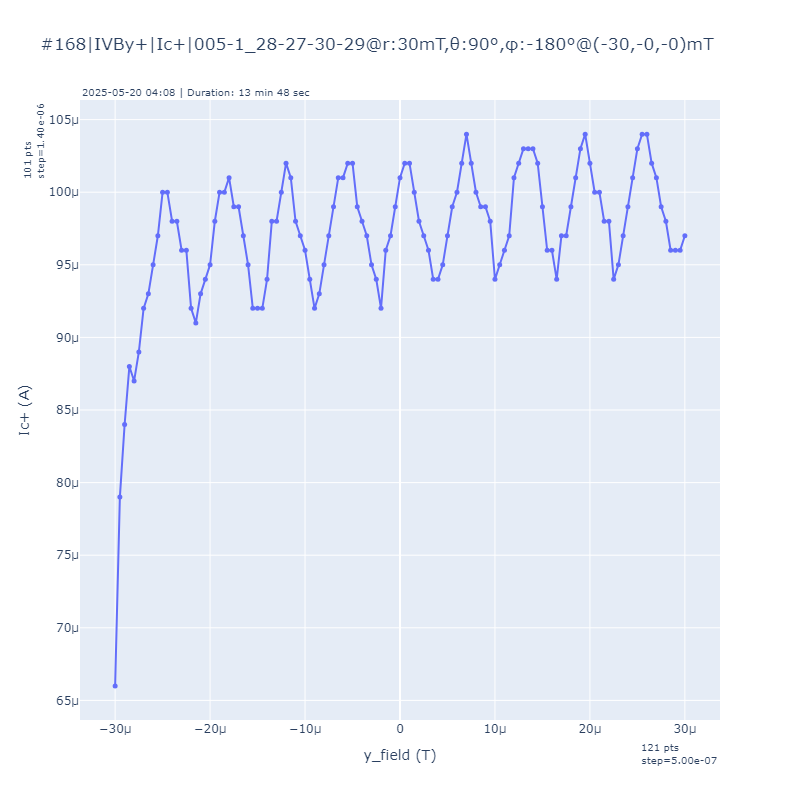 #168|IVBy+|Ic+|005-1_28-27-30-29@r:30mT,θ:90°,φ:-180°@(-30,-0,-0)mT
2025-05-20 04:08 | Duration: 13 min 48 sec
101 pts
step=1.40e-06
105μ
100μ
95μ
90μ
85μ
80μ
75μ
70μ
65μ
Ic+ (A)
−30μ
−20μ
−10μ
0
10μ
20μ
30μ
y_field (T)
121 pts
step=5.00e-07